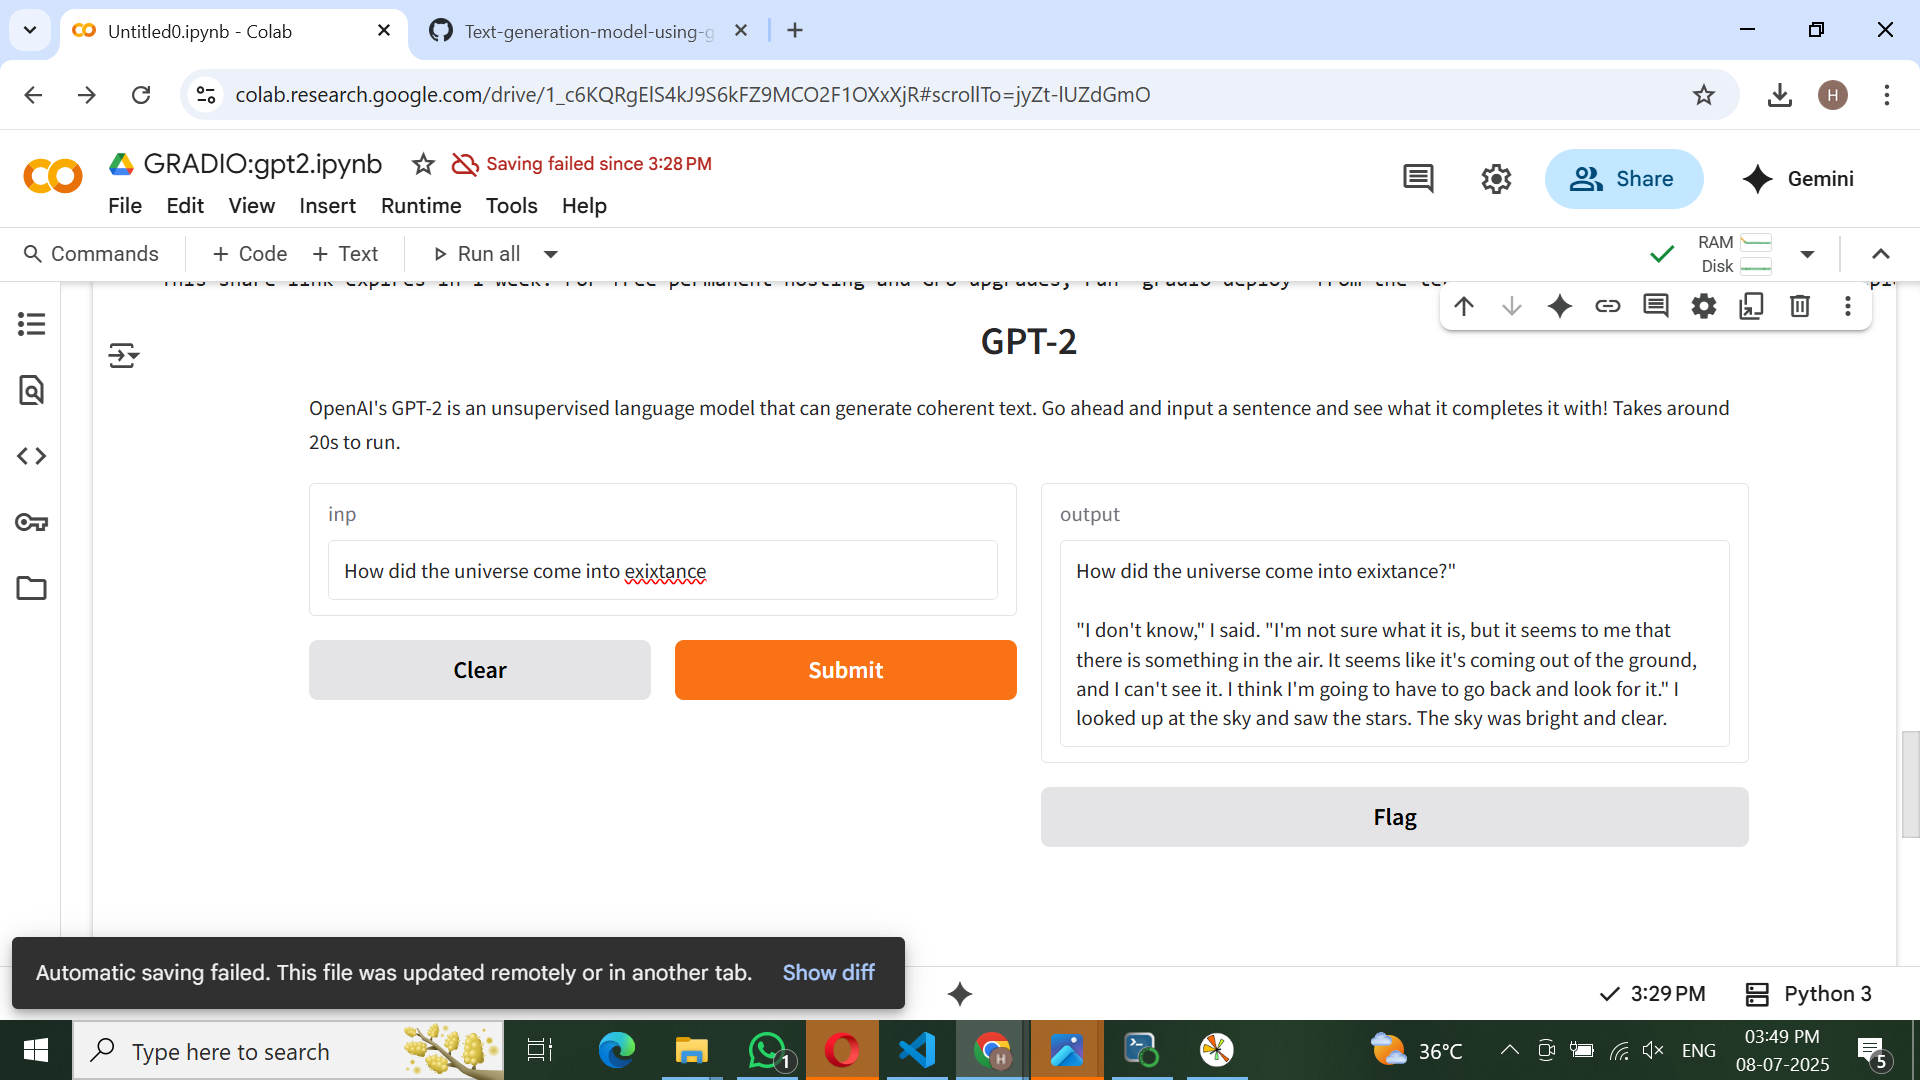 Untitled0.ipynb - Colab
Text-generation-model-using-g
colab.research.google.com/drive/1_c6KQRgElS4kJ9S6kFZ9MCO2F1OXxXjR#scrollTo=jyZt-lUZdGmO
H
GRADIO:gpt2.ipynb
Saving failed since 3:28 PM
Share
Gemini
File Edit View Insert Runtime Tools Help
Commands
+ Code
+ Text
Run all
RAM
Disk
This share link expires in 1 week. For free permanent hosting and GPU upgrades, run `gradio deploy` from the te
GPT-2
OpenAI's GPT-2 is an unsupervised language model that can generate coherent text. Go ahead and input a sentence and see what it completes it with! Takes around
20s to run.
inp
How did the universe come into exixtance
Clear
Submit
output
How did the universe come into exixtance?"
"I don't know," I said. "I'm not sure what it is, but it seems to me that
there is something in the air. It seems like it's coming out of the ground,
and I can't see it. I think I'm going to have to go back and look for it." I
looked up at the sky and saw the stars. The sky was bright and clear.
Flag
Automatic saving failed. This file was updated remotely or in another tab.
Show diff
3:29 PM
Python 3
Type here to search
1
H
36°C
ENG
03:49 PM
08-07-2025
5